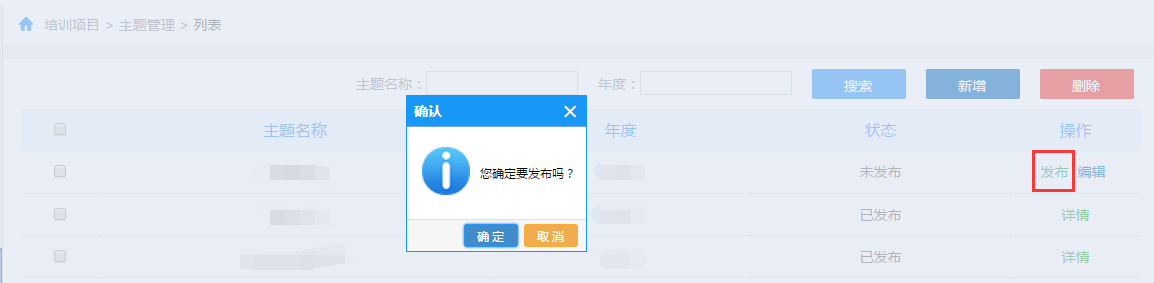 培训项目 > 主题管理 > 列表
主题名称： 年度： 搜索 新增 删除
确认
主题名称 年度 状态 操作
您确定要发布吗？
未发布 发布 编辑
已发布 详情
确定 取消
已发布 详情